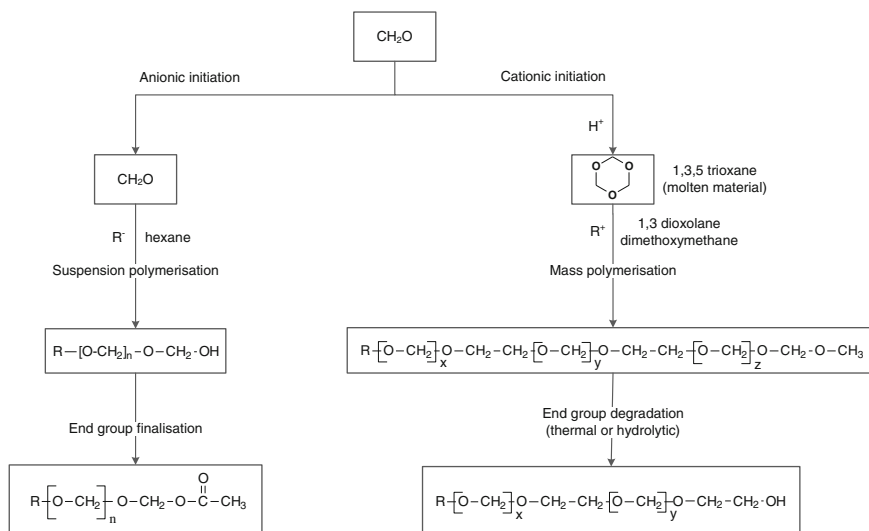 CH₂O
Anionic initiation
Cationic initiation
H⁺
CH₂O
O O
O
1,3,5 trioxane
(molten material)
R⁻ hexane
R⁺
1,3 dioxolane
dimethoxymethane
Suspension polymerisation
Mass polymerisation
R—[O-CH₂]ₙ—O—CH₂—OH
R—[O—CH₂]x—O—CH₂—CH₂—[O—CH₂]y—O—CH₂—CH₂—[O—CH₂]z—O—CH₂—O—CH₃
End group finalisation
End group degradation
(thermal or hydrolytic)
O
R—[O—CH₂]n—O—CH₂—O—C—CH₃
R—[O—CH₂]x—O—CH₂—CH₂—[O—CH₂]y—O—CH₂—CH₂—OH